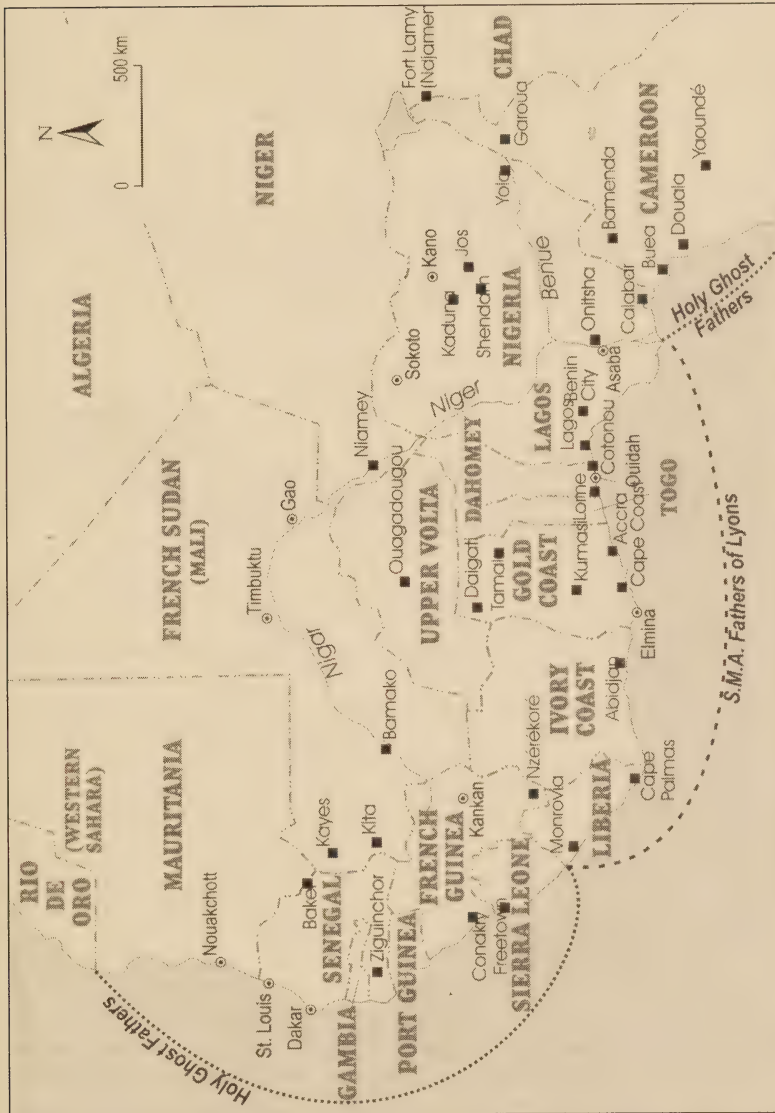 N
0
500 km
ALGERIA
NIGER
FRENCH SUDAN
(MALI)
RIO
DE
ORO
(WESTERN
SAHARA)
MAURITANIA
Nouakchott
Holy Ghost Fathers
St. Louis
Dakar
Bakel
Kayes
SENEGAL
Kita
Ziguinchor
GAMBIA
PORT GUINEA
FRENCH
GUINEA
Conakry
Freetown
SIERRA LEONE
Timbuktu
Gao
Nigar
Bamako
Kankan
Nzérékoré
Monrovia
LIBERIA
Cape
Palmas
IVORY
COAST
Abidjan
Niamey
Ouagadougou
UPPER VOLTA
Daigati
Tamal
GOLD
COAST
Kumasi
Lome
Accra
Cape Coast
Elmina
DAHOMEY
TOGO
Ouidah
Cotonou
LAGOS
Lagos
Benin
City
Niger
Sokoto
Kano
Kaduna
Jos
Shendam
NIGERIA
Benue
Onitsha
Asaba
Calabar
Fort Lamy
(Najamer
CHAD
Garoua
Yola
Bamenda
CAMEROON
Buea
Douala
Yaoundé
Holy Ghost
Fathers
S.M.A. Fathers of Lyons